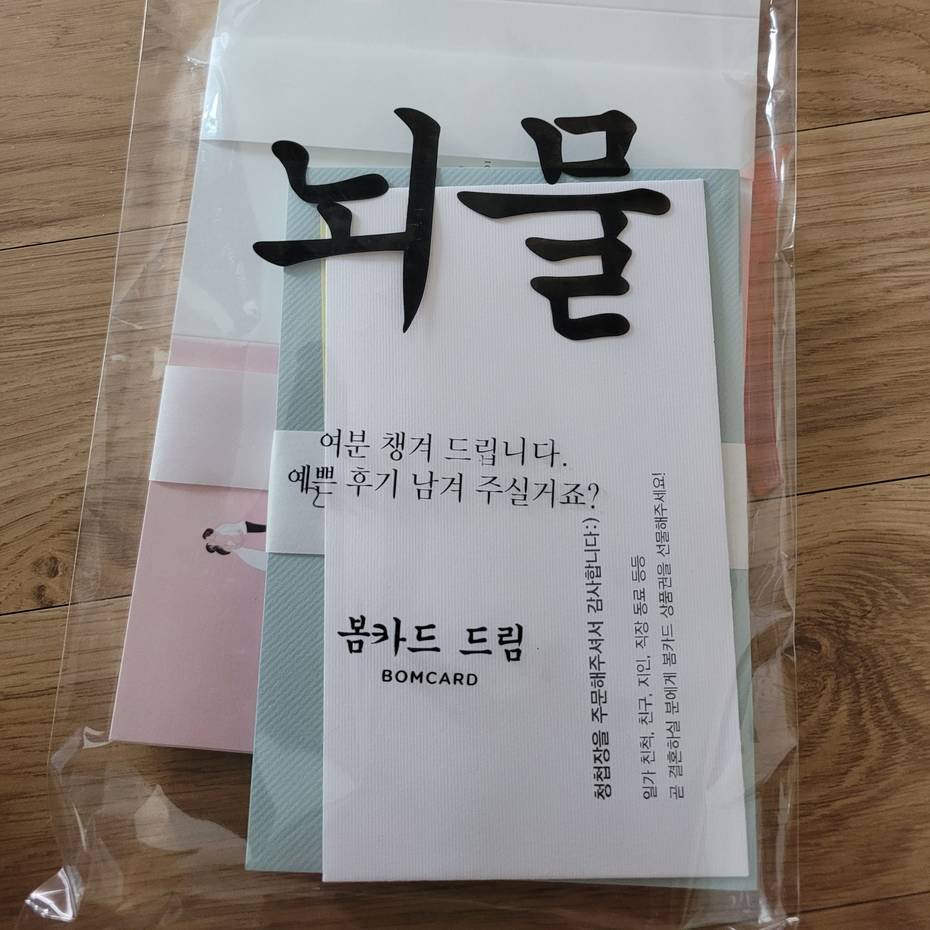 뇌물
여분 챙겨 드립니다.
예쁜 후기 남겨 주실거죠?
봄카드 드림
BOMCARD
청첩장을 주문해주셔서 감사합니다:)
일가 친척, 친구, 지인, 직장 동료 등등
곧 결혼하실 분에게 봄카드 상품권을 선물해주세요!